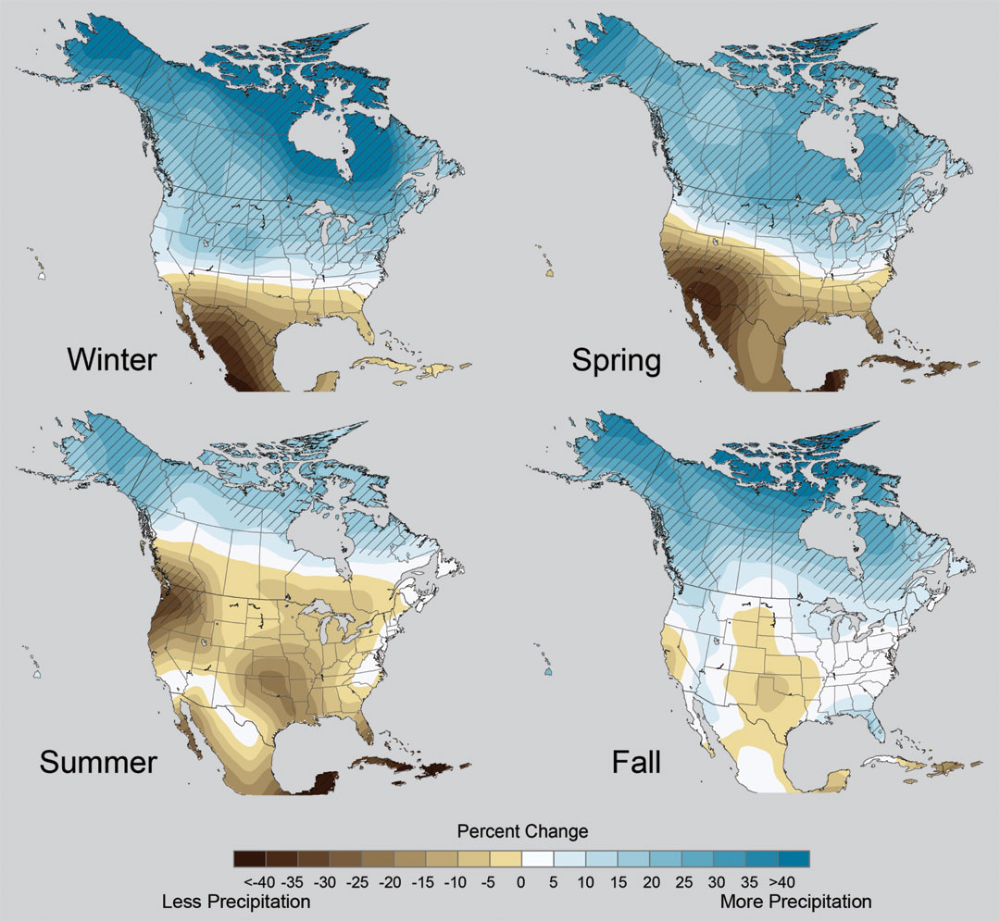 Winter
Spring
Summer
Fall
Percent Change
<-40 -35 -30 -25 -20 -15 -10 -5 0 5 10 15 20 25 30 35 >40
Less Precipitation
More Precipitation